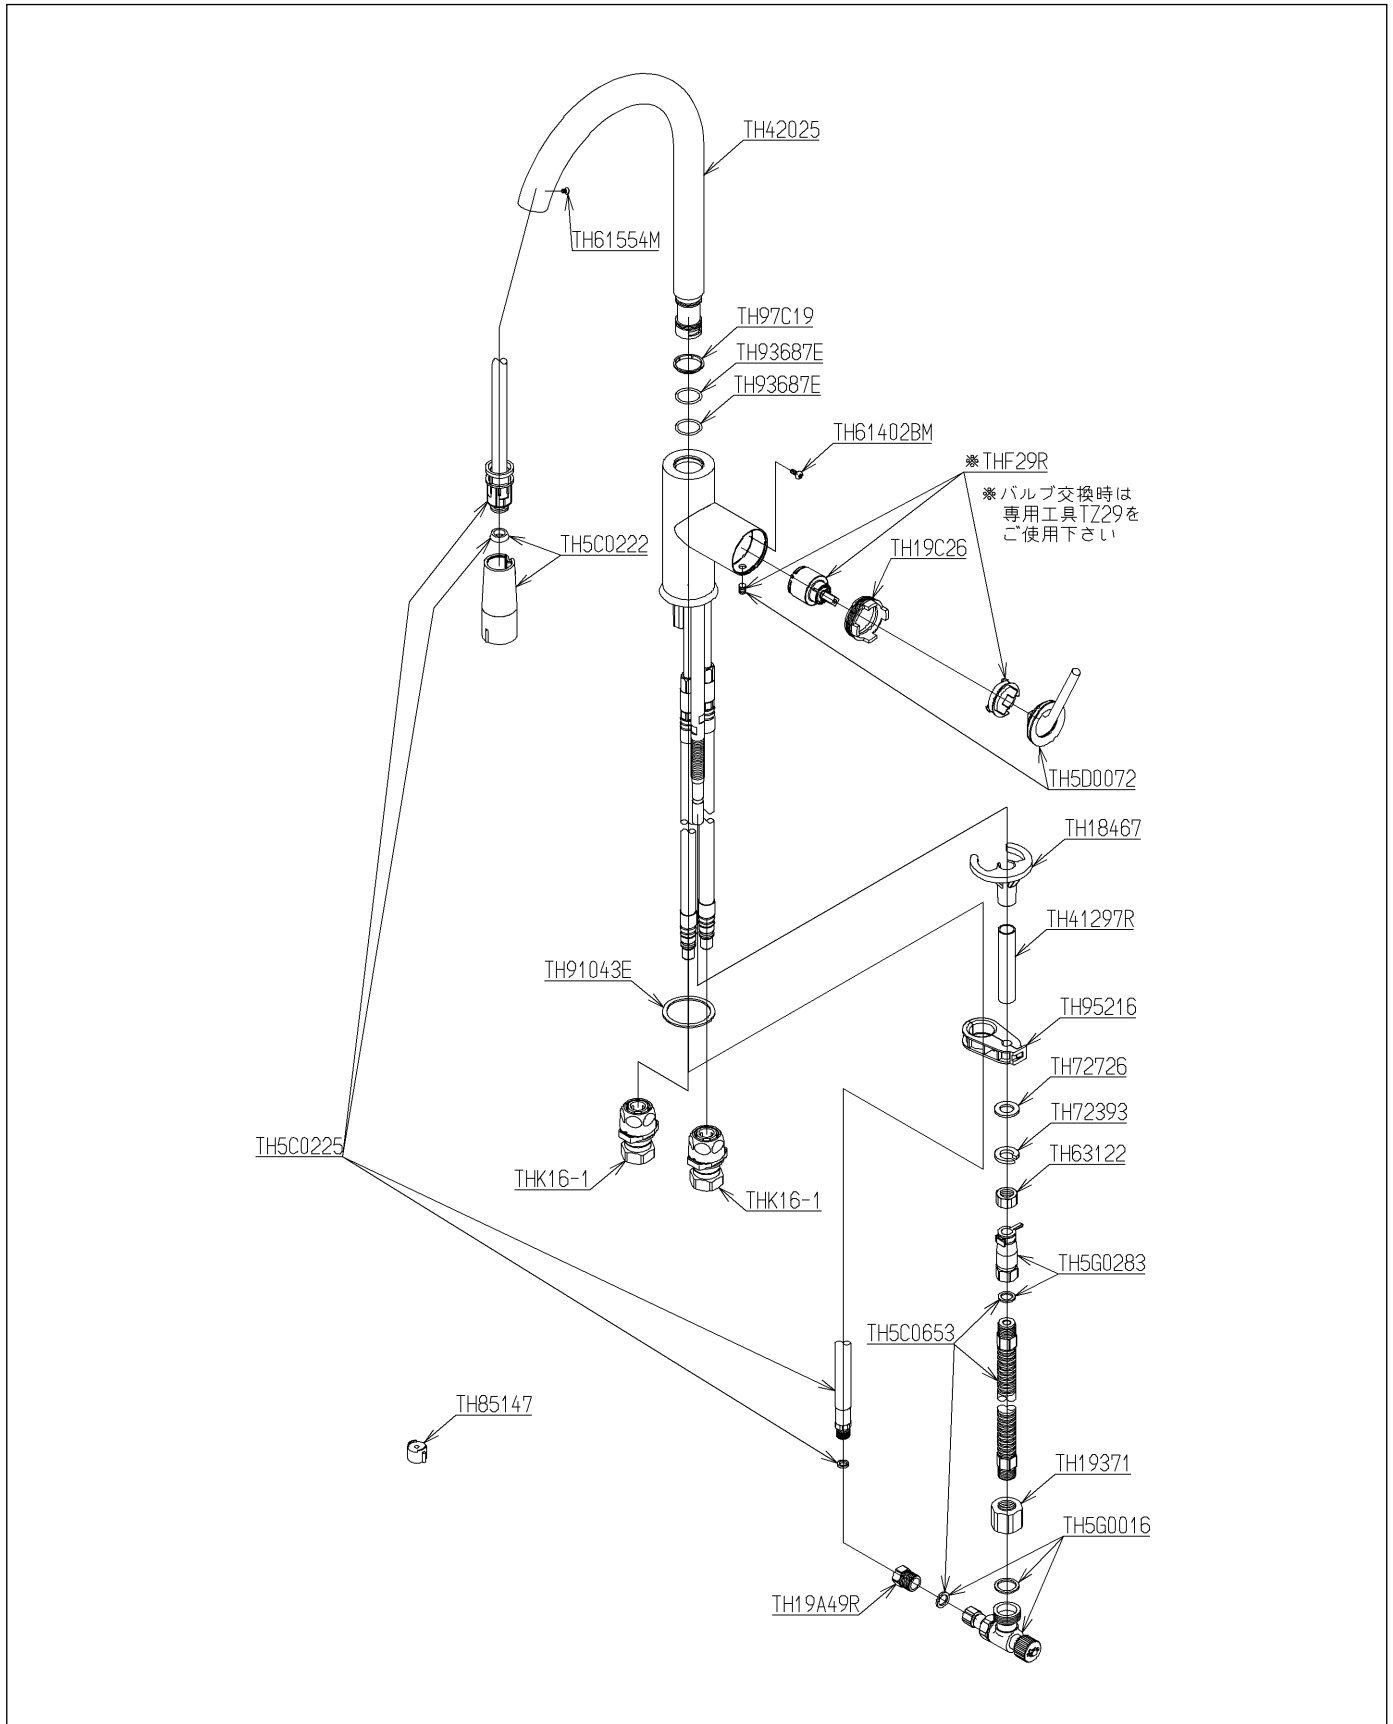 TH42025
TH61554M
TH97C19
TH93687E
TH93687E
TH61402BM
※THF29R
※バルブ交換時は
専用工具TZ29を
ご使用下さい
TH5C0222
TH19C26
TH5D0072
TH18467
TH41297R
TH91043E
TH95216
TH72726
TH72393
TH5C0225
TH63122
THK16-1
THK16-1
TH5G0283
TH5C0653
TH85147
TH19371
TH5G0016
TH19A49R